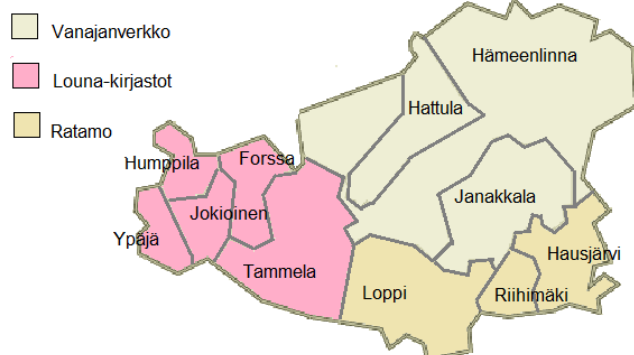 Vanajanverkko
Louna-kirjastot
Ratamo
Hämeenlinna
Hattula
Humppila
Forssa
Janakkala
Jokioinen
Ypäjä
Hausjärvi
Tammela
Loppi
Riihimäki